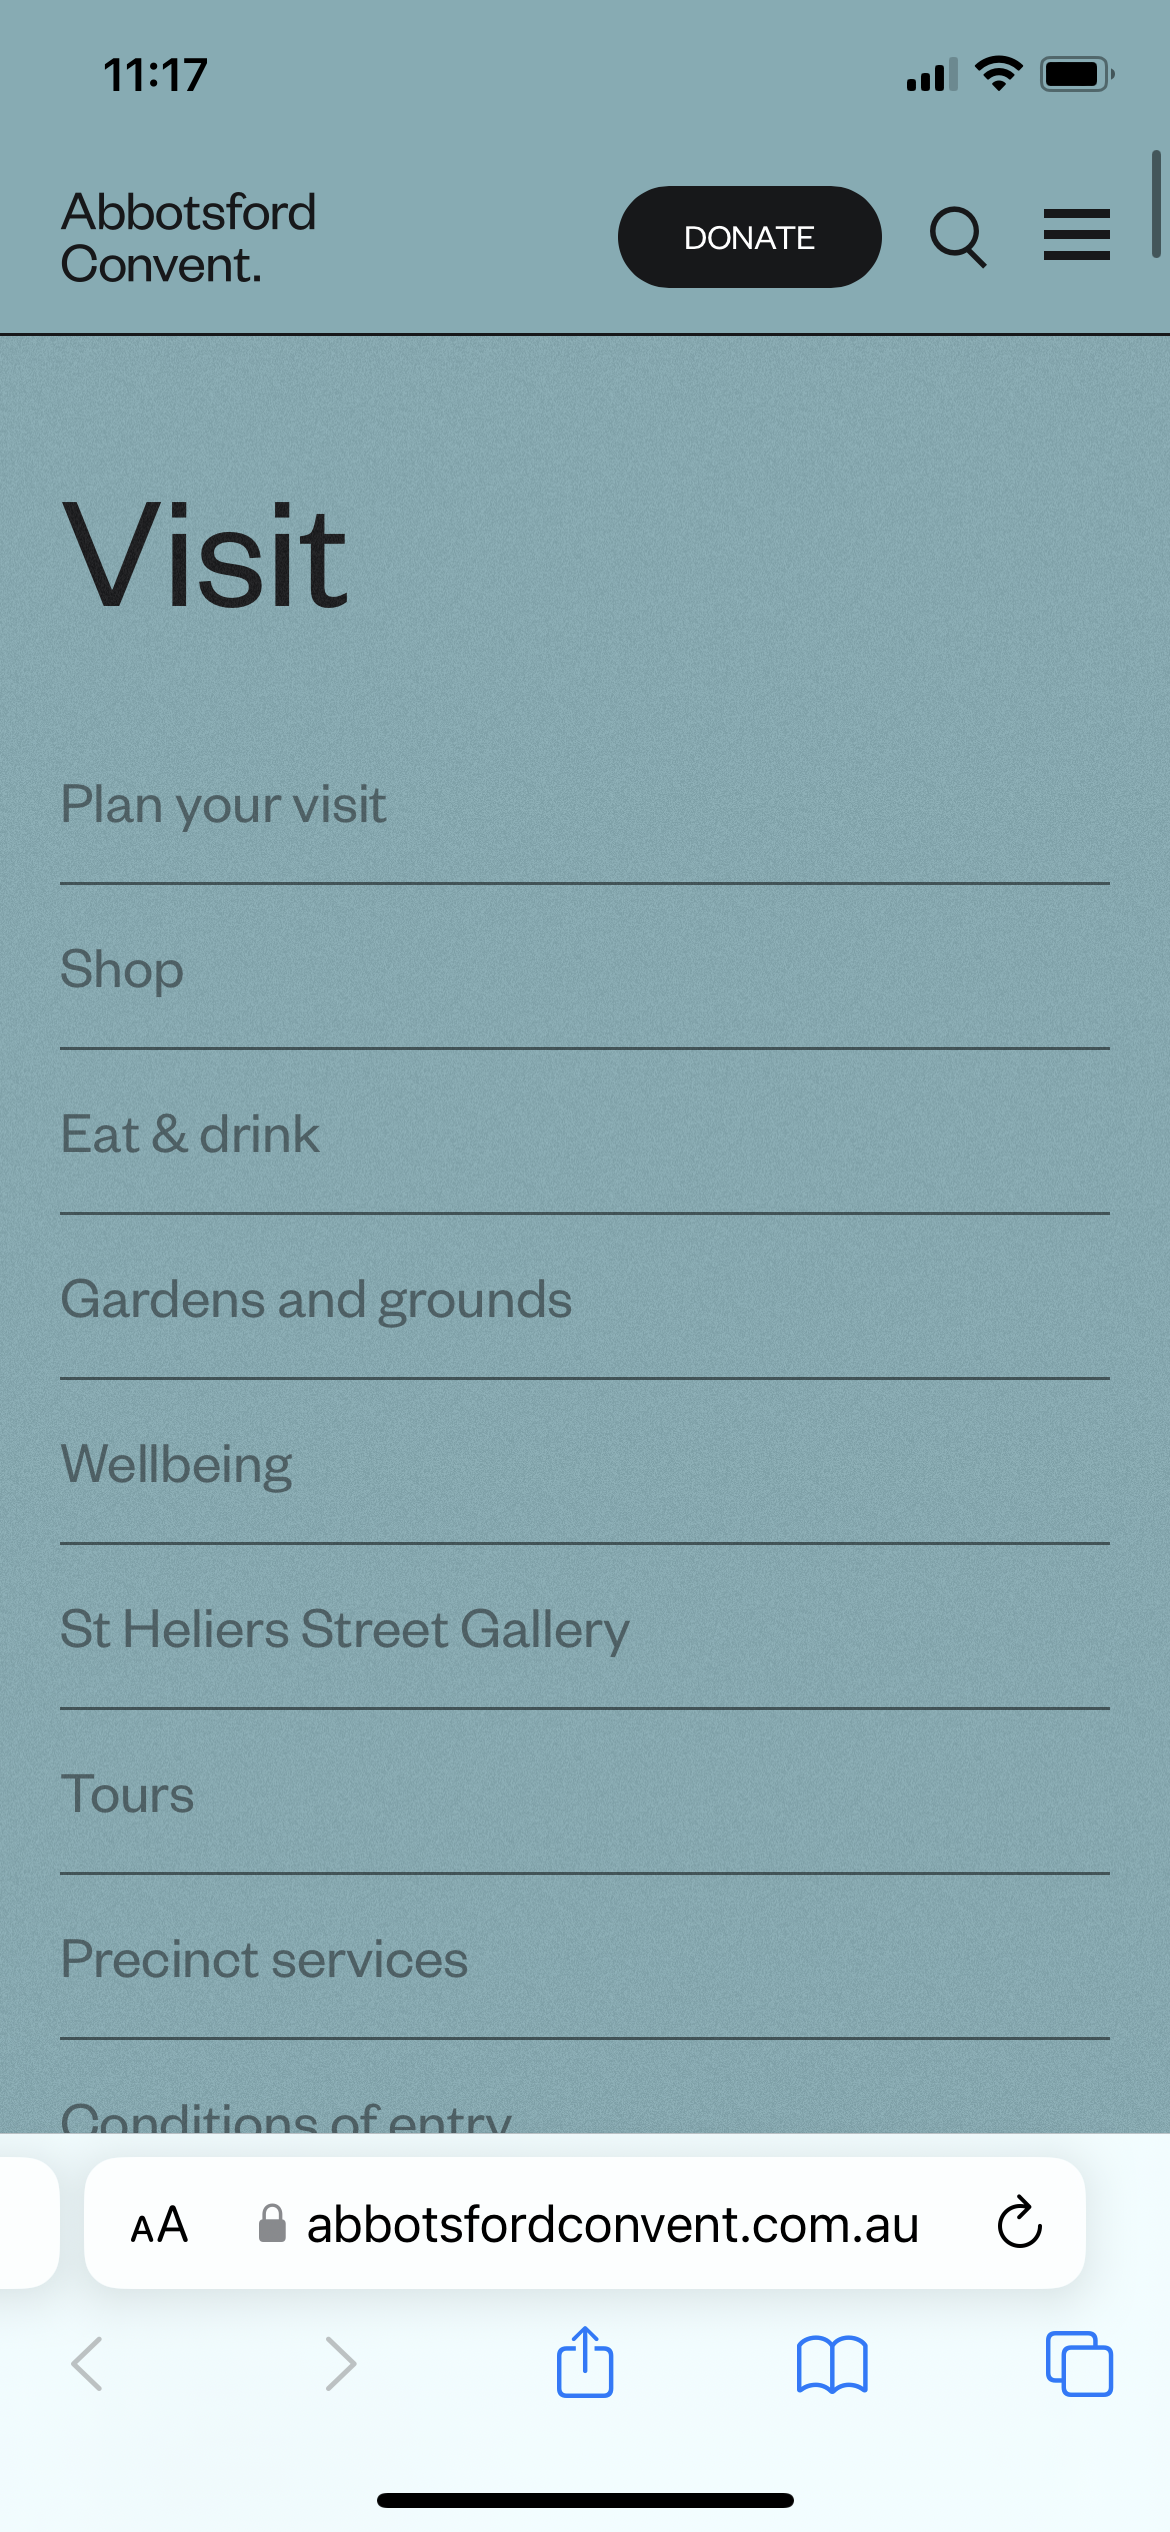 11:17
Abbotsford
Convent.
DONATE
Visit
Plan your visit
Shop
Eat & drink
Gardens and grounds
Wellbeing
St Heliers Street Gallery
Tours
Precinct services
Conditions of entry
AA
abbotsfordconvent.com.au